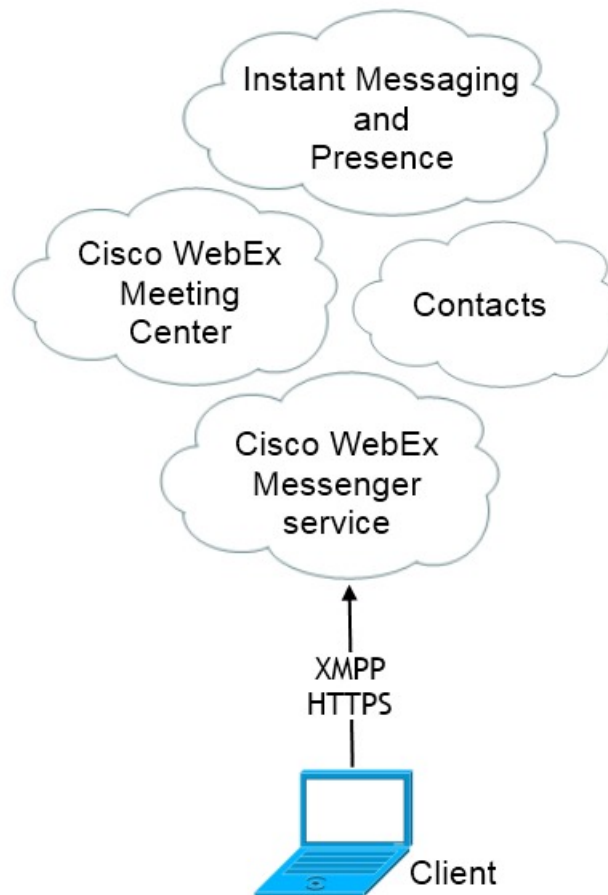 Instant Messaging
and
Presence
Cisco WebEx
Meeting
Center
Contacts
Cisco WebEx
Messenger
service
XMPP
HTTPS
Client